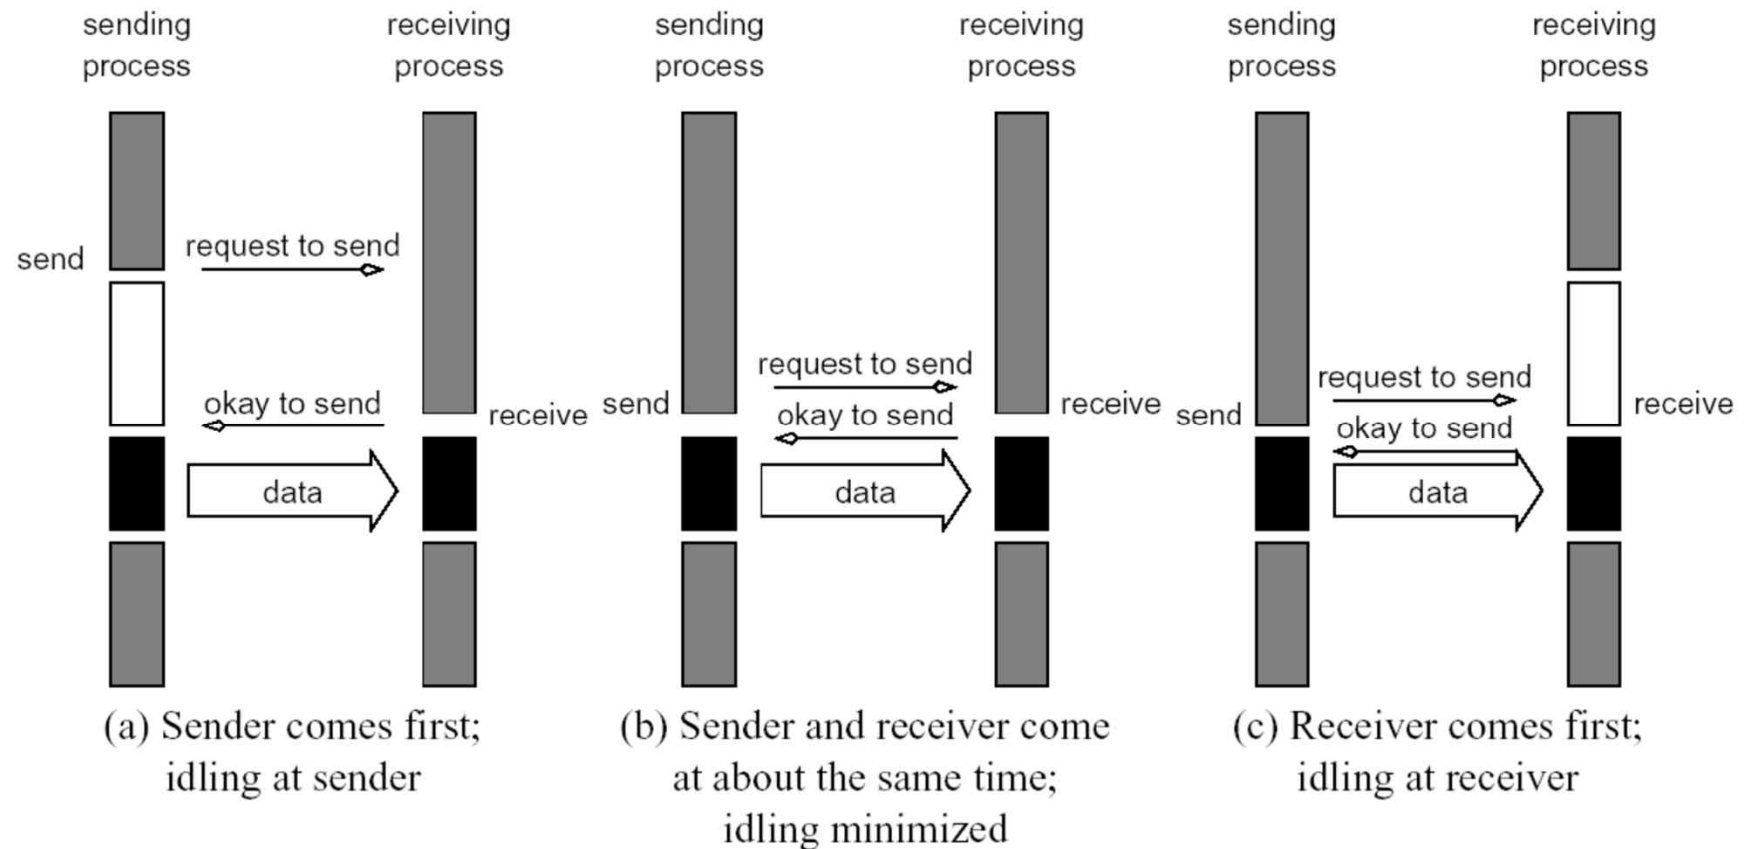 sending
process
receiving
process
sending
process
receiving
process
sending
process
receiving
process
send
request to send
okay to send
receive
data
send
request to send
okay to send
receive
data
send
request to send
okay to send
receive
data
(a) Sender comes first;
idling at sender
(b) Sender and receiver come
at about the same time;
idling minimized
(c) Receiver comes first;
idling at receiver